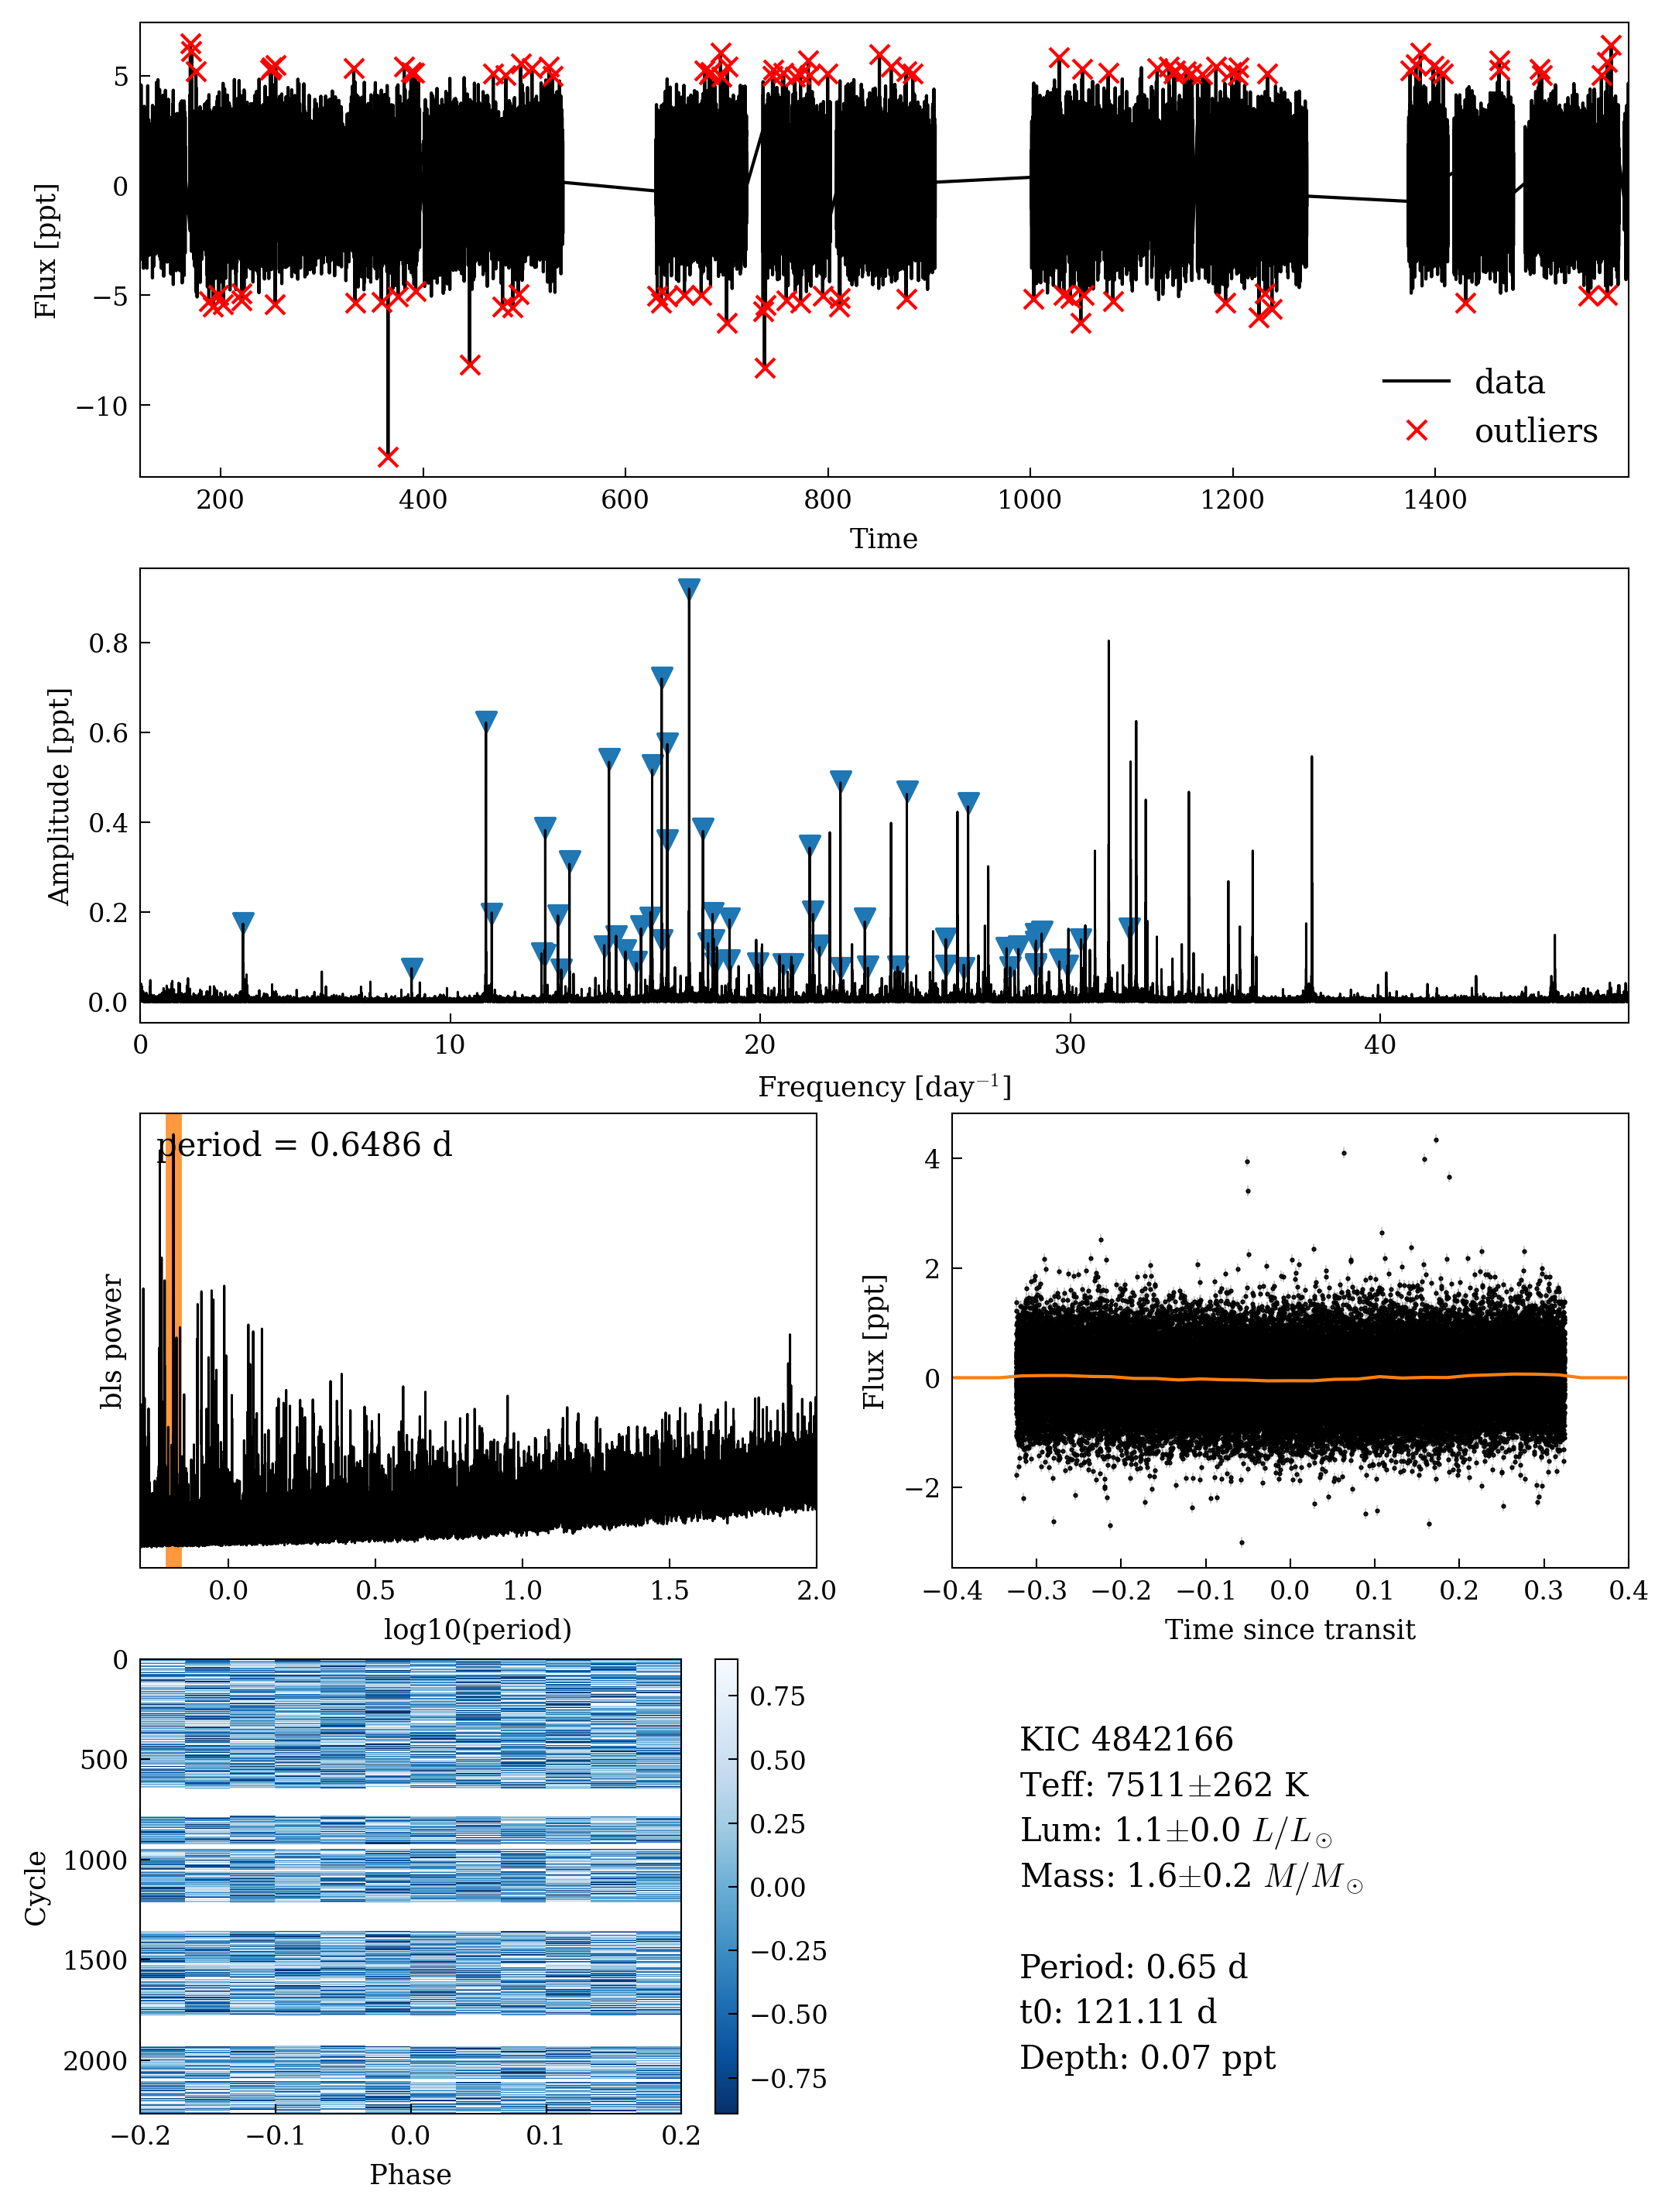 5
0
−5
−10
Flux [ppt]
data
outliers
200 400 600 800 1000 1200 1400
Time
0.8
0.6
0.4
0.2
0.0
Amplitude [ppt]
0 10 20 30 40
Frequency [day⁻¹]
period = 0.6486 d
bls power
0.0 0.5 1.0 1.5 2.0
log10(period)
4
2
0
−2
Flux [ppt]
−0.4 −0.3 −0.2 −0.1 0.0 0.1 0.2 0.3 0.4
Time since transit
0
500
1000
1500
2000
Cycle
−0.2 −0.1 0.0 0.1 0.2
Phase
0.75
0.50
0.25
0.00
−0.25
−0.50
−0.75
KIC 4842166
Teff: 7511±262 K
Lum: 1.1±0.0 L/L⊙
Mass: 1.6±0.2 M/M⊙
Period: 0.65 d
t0: 121.11 d
Depth: 0.07 ppt